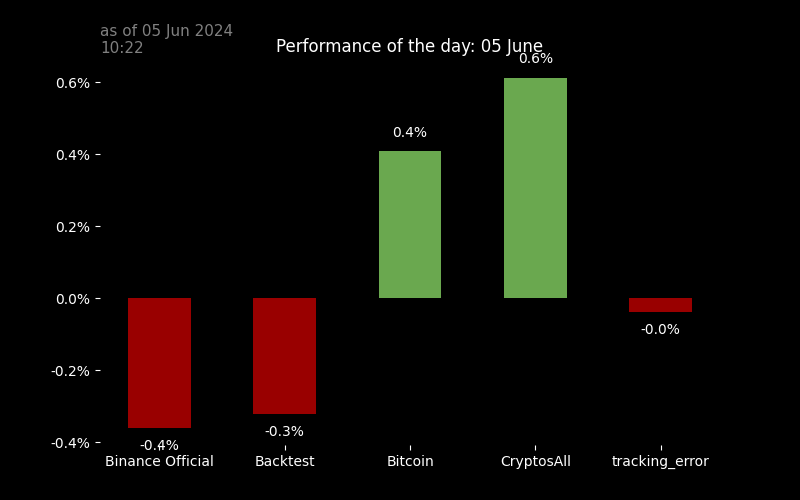 as of 05 Jun 2024
10:22
Performance of the day: 05 June
0.6%
0.6%
0.4%
0.4%
0.2%
0.0%
-0.0%
-0.2%
-0.3%
-0.4%
-0.4%
Binance Official
Backtest
Bitcoin
CryptosAll
tracking_error